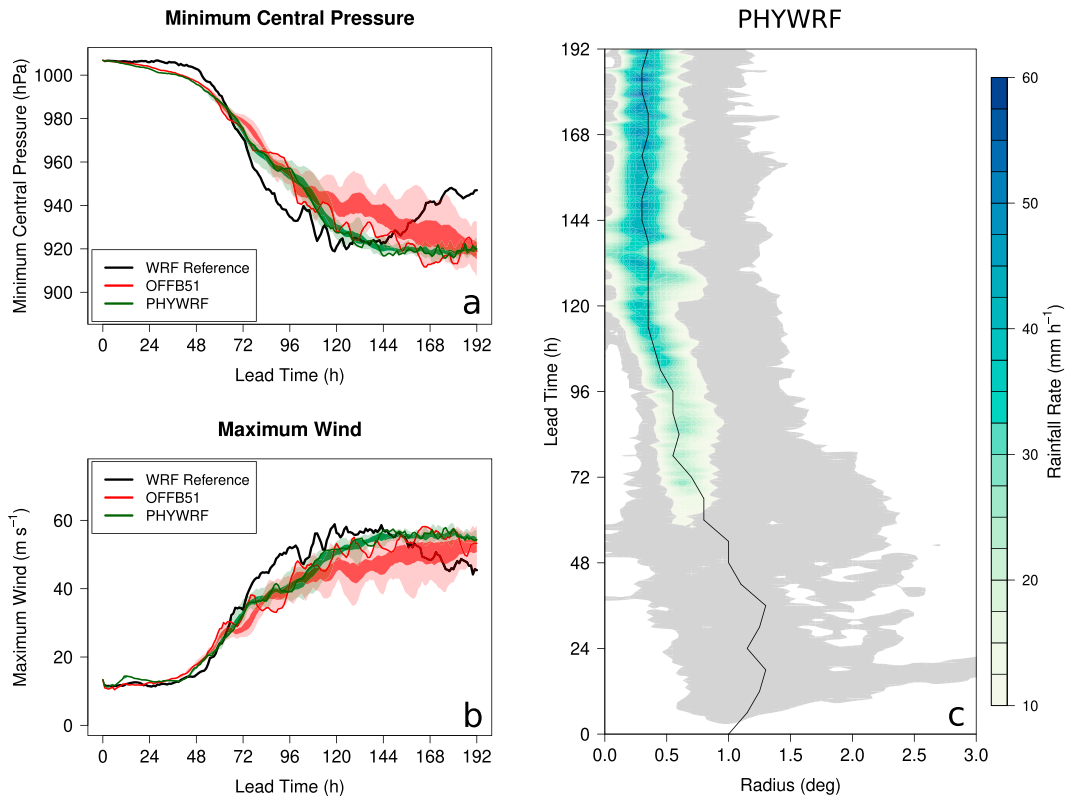 Minimum Central Pressure
Minimum Central Pressure (hPa)
1000
980
960
940
920
900
WRF Reference
OFFB51
PHYWRF
a
0 24 48 72 96 120 144 168 192
Lead Time (h)
Maximum Wind
Maximum Wind (m s⁻¹)
60
40
20
0
WRF Reference
OFFB51
PHYWRF
b
0 24 48 72 96 120 144 168 192
Lead Time (h)
PHYWRF
Lead Time (h)
192
168
144
120
96
72
48
24
0
c
0.0 0.5 1.0 1.5 2.0 2.5 3.0
Radius (deg)
60
50
40
30
20
10
Rainfall Rate (mm h⁻¹)